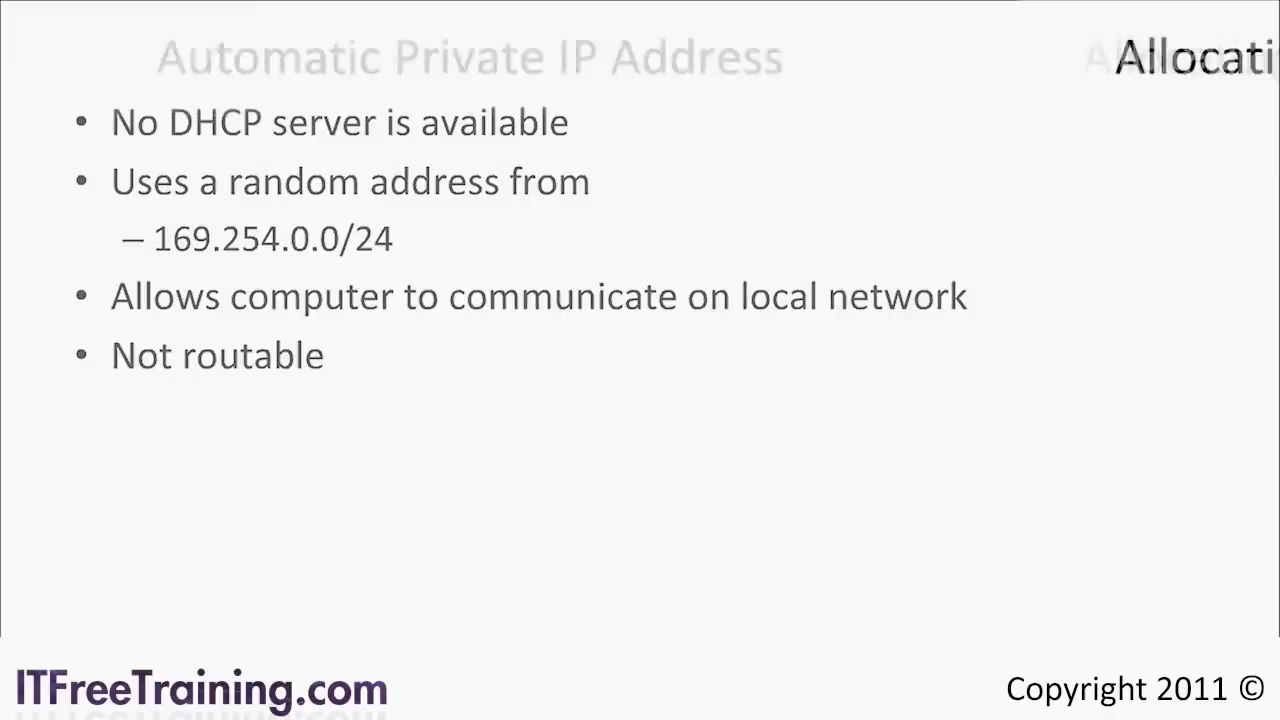 Automatic Private IP Address
Allocati
• No DHCP server is available
• Uses a random address from
– 169.254.0.0/24
• Allows computer to communicate on local network
• Not routable
ITFreeTraining.com
Copyright 2011 ©